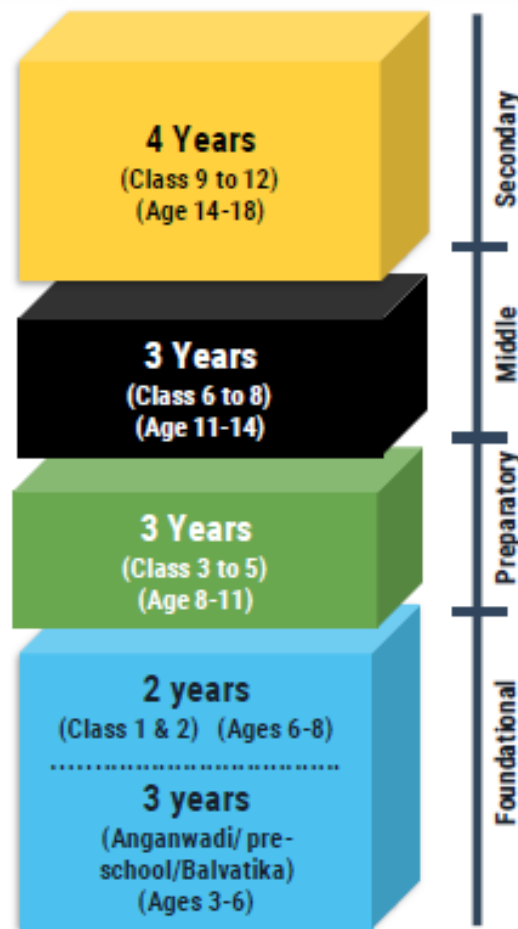 4 Years
(Class 9 to 12)
(Age 14-18)
Secondary
3 Years
(Class 6 to 8)
(Age 11-14)
Middle
3 Years
(Class 3 to 5)
(Age 8-11)
Preparatory
2 years
(Class 1 & 2) (Ages 6-8)
3 years
(Anganwadi/ pre-
school/Balvatika)
(Ages 3-6)
Foundational